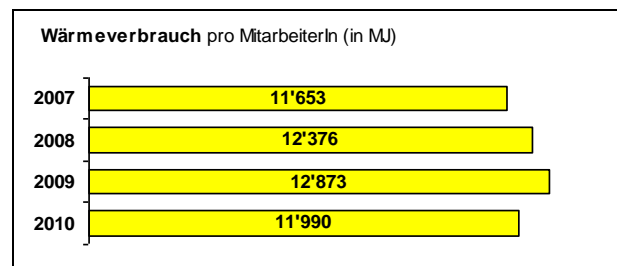 Wärmeverbrauch pro MitarbeiterIn (in MJ)
2007 11'653
2008 12'376
2009 12'873
2010 11'990